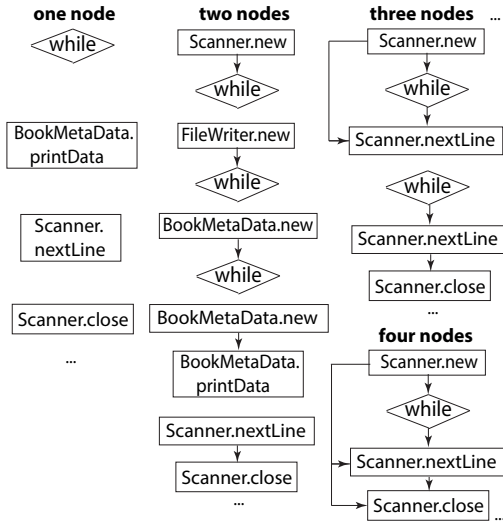 one node
while
BookMetaData.
printData
Scanner.
nextLine
Scanner.close
...
two nodes
Scanner.new
while
FileWriter.new
while
BookMetaData.new
while
BookMetaData.new
BookMetaData.
printData
Scanner.nextLine
Scanner.close
...
three nodes ...
Scanner.new
while
Scanner.nextLine
while
Scanner.nextLine
Scanner.close
...
four nodes
Scanner.new
while
Scanner.nextLine
Scanner.close
...